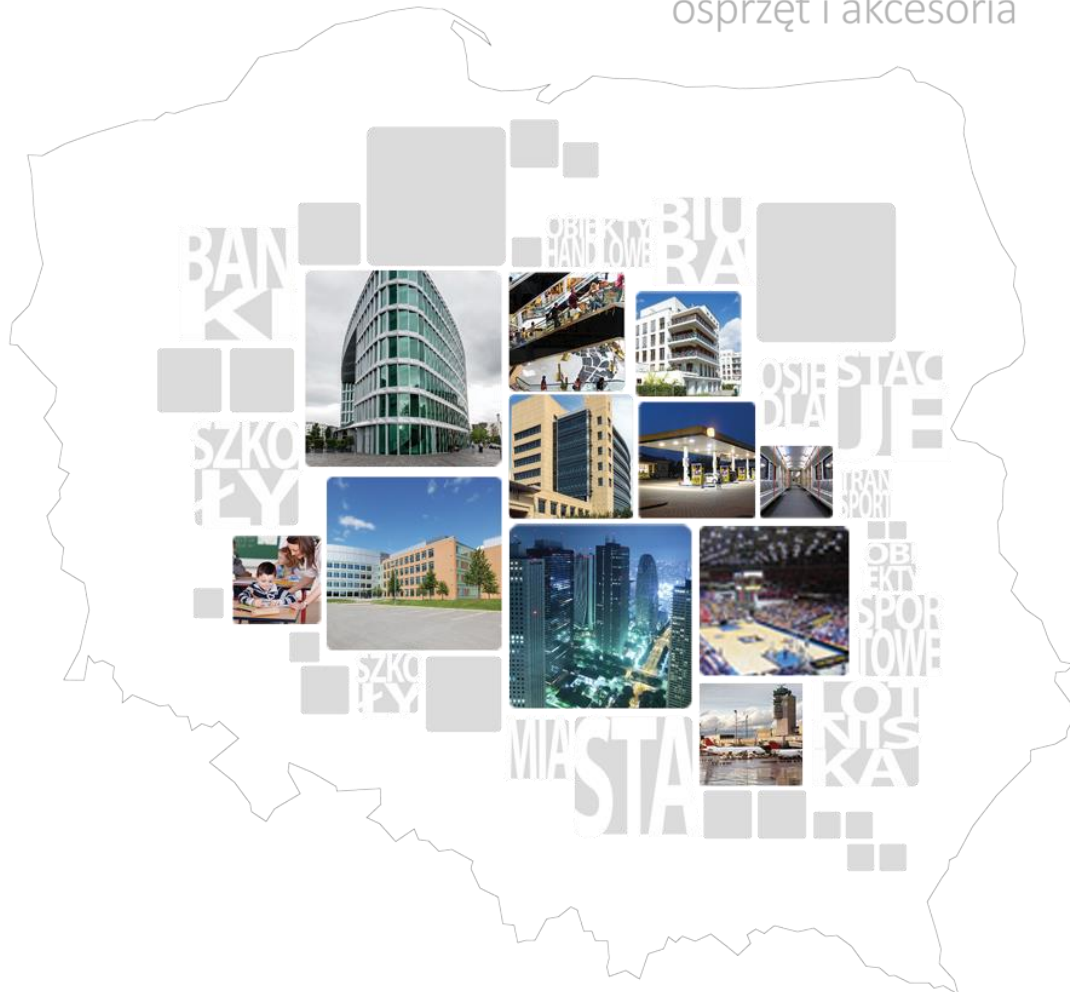 osprzęt i akcesoria
OBIEKTY
HANDLOWE
BIU
RA
BAN
KI
OSIE
DLA
STAC
JE
SZKO
ŁY
TRAN
SPORT
OBI
EKTY
SPOR
TOWE
SZKO
ŁY
LOT
NIS
KA
MIA
STA